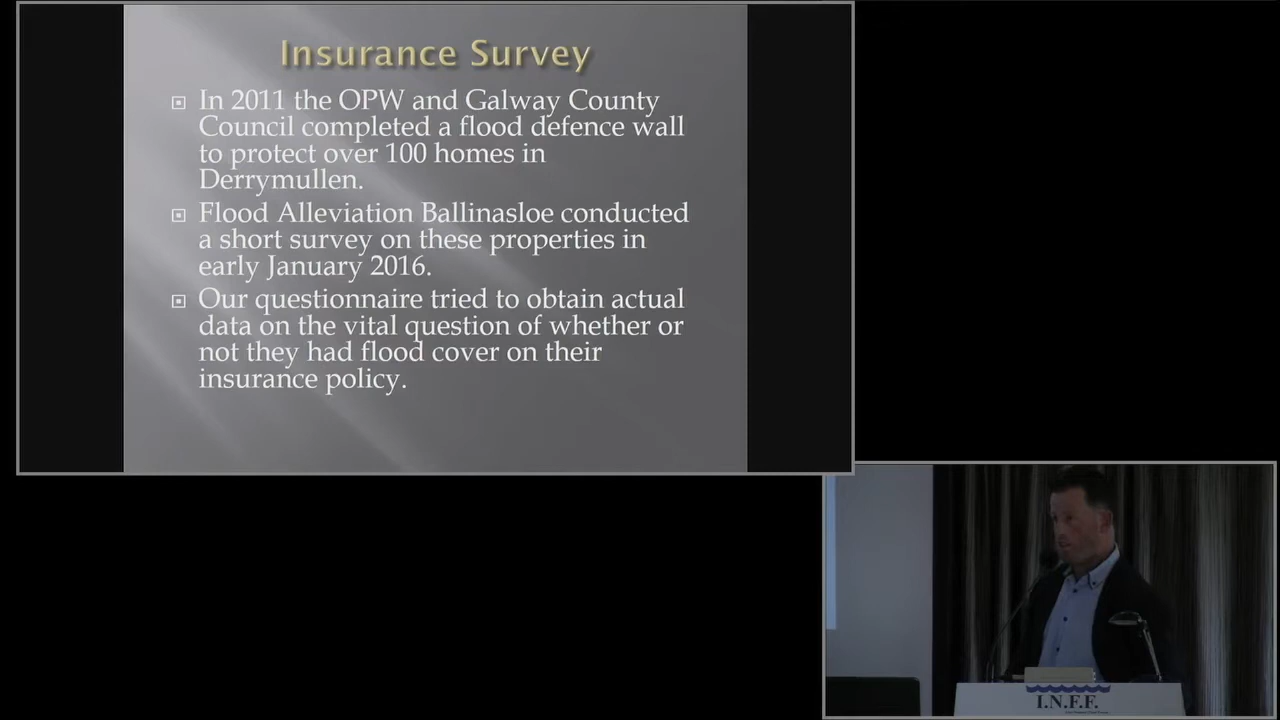 Insurance Survey
In 2011 the OPW and Galway County
Council completed a flood defence wall
to protect over 100 homes in
Derrymullen.
Flood Alleviation Ballinasloe conducted
a short survey on these properties in
early January 2016.
Our questionnaire tried to obtain actual
data on the vital question of whether or
not they had flood cover on their
insurance policy.
I.N.F.F.